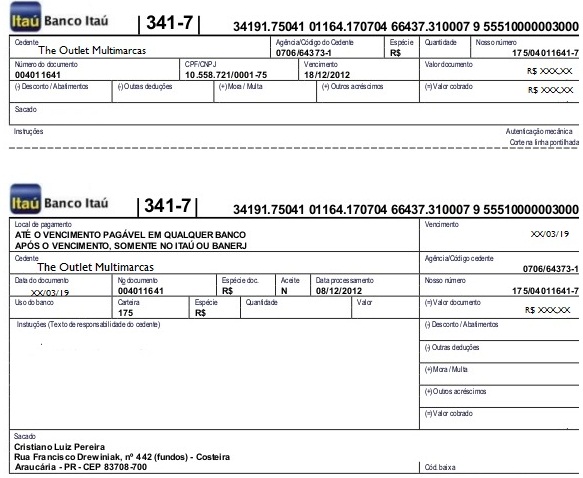 Itaú Banco Itaú 341-7 34191.75041 01164.170704 66437.310007 9 55510000003000
Cedente Agência/Código do Cedente Espécie Quantidade Nosso número
The Outlet Multimarcas 0706/64373-1 R$ 175/04011641-7
Número do documento CPF/CNPJ Vencimento Valor documento
004011641 10.558.721/0001-75 18/12/2012 R$ XXX,XX
(-) Desconto / Abatimentos (-) Outras deduções (+) Mora / Multa (+) Outros acréscimos (=) Valor cobrado R$ XXX,XX
Sacado
Instruções Autenticação mecânica
Corte na linha pontilhada
Itaú Banco Itaú 341-7 34191.75041 01164.170704 66437.310007 9 55510000003000
Local de pagamento Vencimento
ATÉ O VENCIMENTO PAGÁVEL EM QUALQUER BANCO XX/03/19
APÓS O VENCIMENTO, SOMENTE NO ITAÚ OU BANERJ
Cedente Agência/Código cedente
The Outlet Multimarcas 0706/64373-1
Data do documento No documento Espécie doc. Aceite Data processamento Nosso número
XX/03/19 004011641 R$ N 08/12/2012 175/04011641-7
Uso do banco Carteira Espécie Quantidade Valor (=) Valor documento
175 R$ R$ XXX,XX
Instruções (Texto de responsabilidade do cedente) (-) Desconto / Abatimentos
(-) Outras deduções
(+) Mora / Multa
(+) Outros acréscimos
(=) Valor cobrado
Sacado
Cristiano Luiz Pereira
Rua Francisco Drewiniak, nº 442 (fundos) - Costeira
Araucária - PR - CEP 83708-700 Cód. baixa